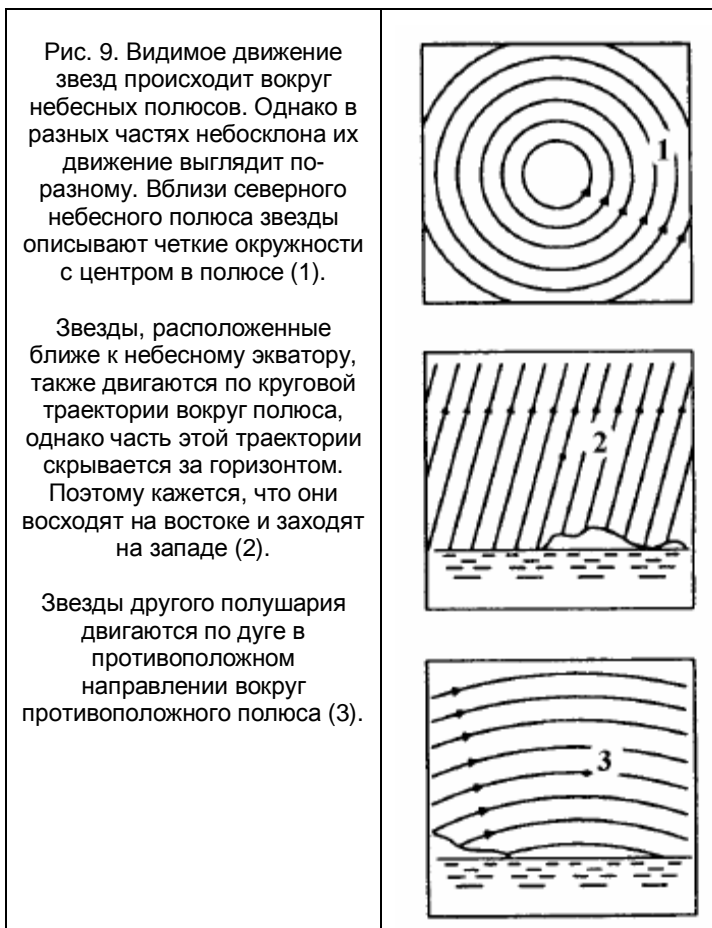 Рис. 9. Видимое движение
звезд происходит вокруг
небесных полюсов. Однако в
разных частях небосклона их
движение выглядит по-
разному. Вблизи северного
небесного полюса звезды
описывают четкие окружности
с центром в полюсе (1).
Звезды, расположенные
ближе к небесному экватору,
также двигаются по круговой
траектории вокруг полюса,
однако часть этой траектории
скрывается за горизонтом.
Поэтому кажется, что они
восходят на востоке и заходят
на западе (2).
Звезды другого полушария
двигаются по дуге в
противоположном
направлении вокруг
противоположного полюса (3).
1
2
3